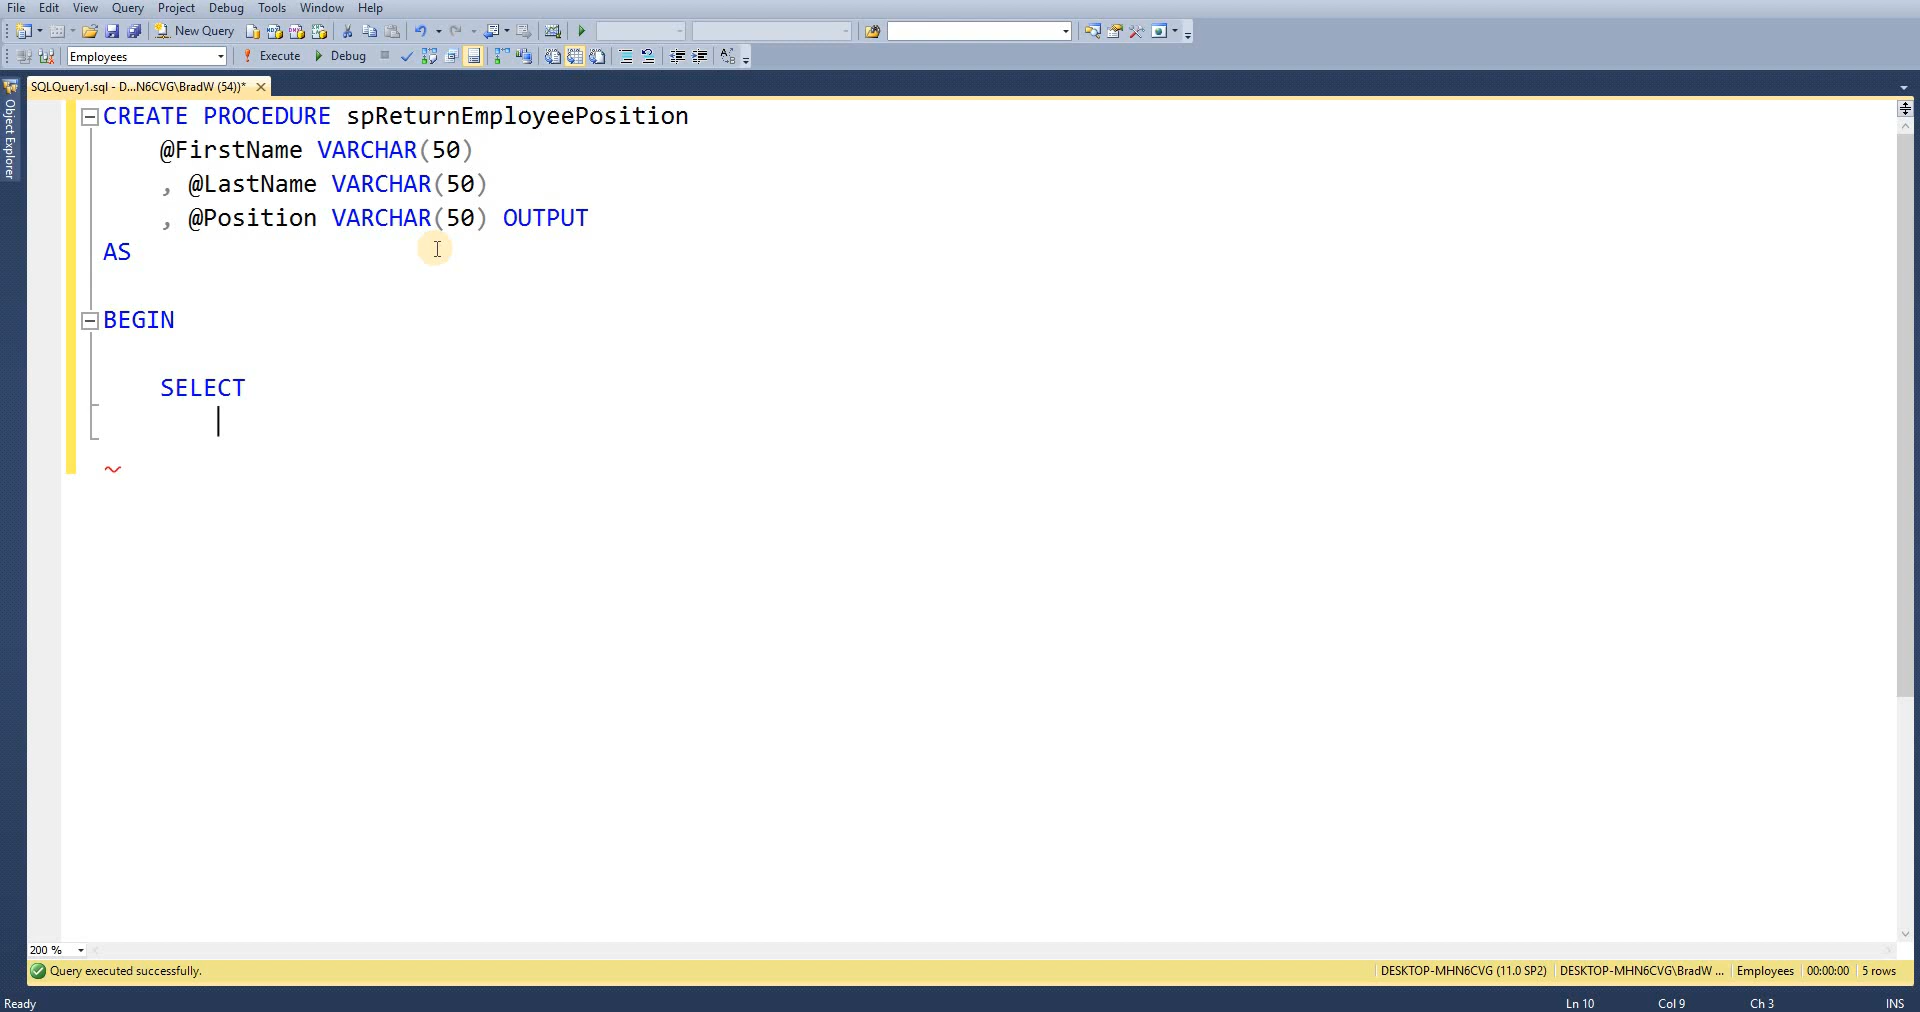 File Edit View Query Project Debug Tools Window Help
New Query
Employees Execute Debug
SQLQuery1.sql - D...N6CVG\BradW (54))*
Object Explorer
CREATE PROCEDURE spReturnEmployeePosition
@FirstName VARCHAR(50)
, @LastName VARCHAR(50)
, @Position VARCHAR(50) OUTPUT
AS
BEGIN
SELECT
200 %
Query executed successfully. DESKTOP-MHN6CVG (11.0 SP2) DESKTOP-MHN6CVG\BradW ... Employees 00:00:00 5 rows
Ready Ln 10 Col 9 Ch 3 INS